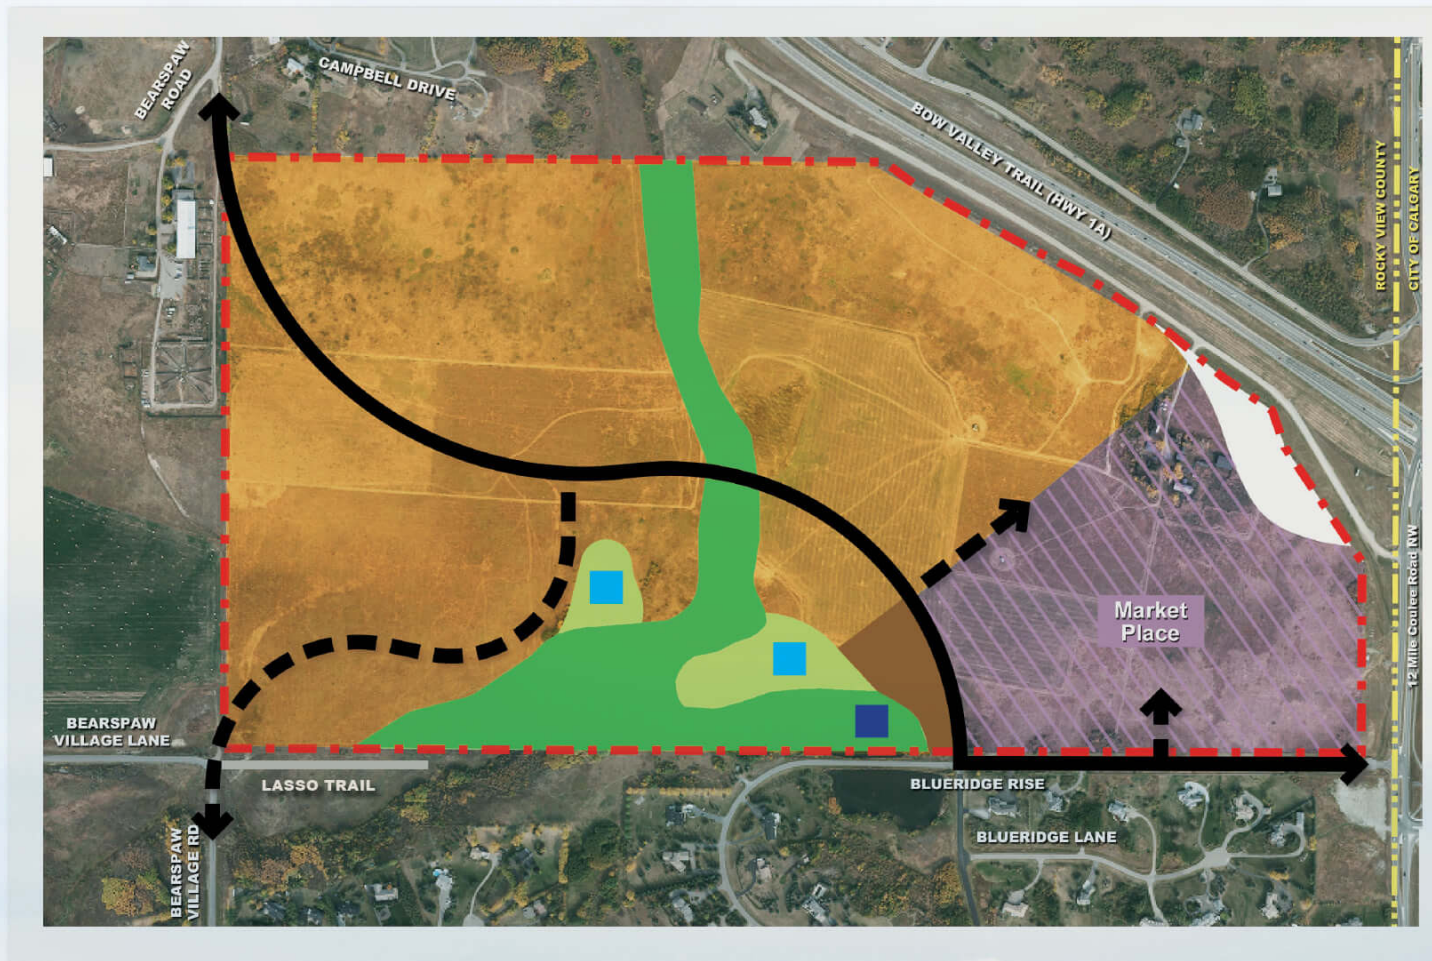 BEARSPAW
ROAD
CAMPBELL DRIVE
BOW VALLEY TRAIL (HWY 1A)
ROCKY VIEW COUNTY
CITY OF CALGARY
12 Mile Coulee Road NW
Market
Place
BEARSPAW
VILLAGE LANE
LASSO TRAIL
BLUERIDGE RISE
BLUERIDGE LANE
BEARSPAW
VILLAGE RD